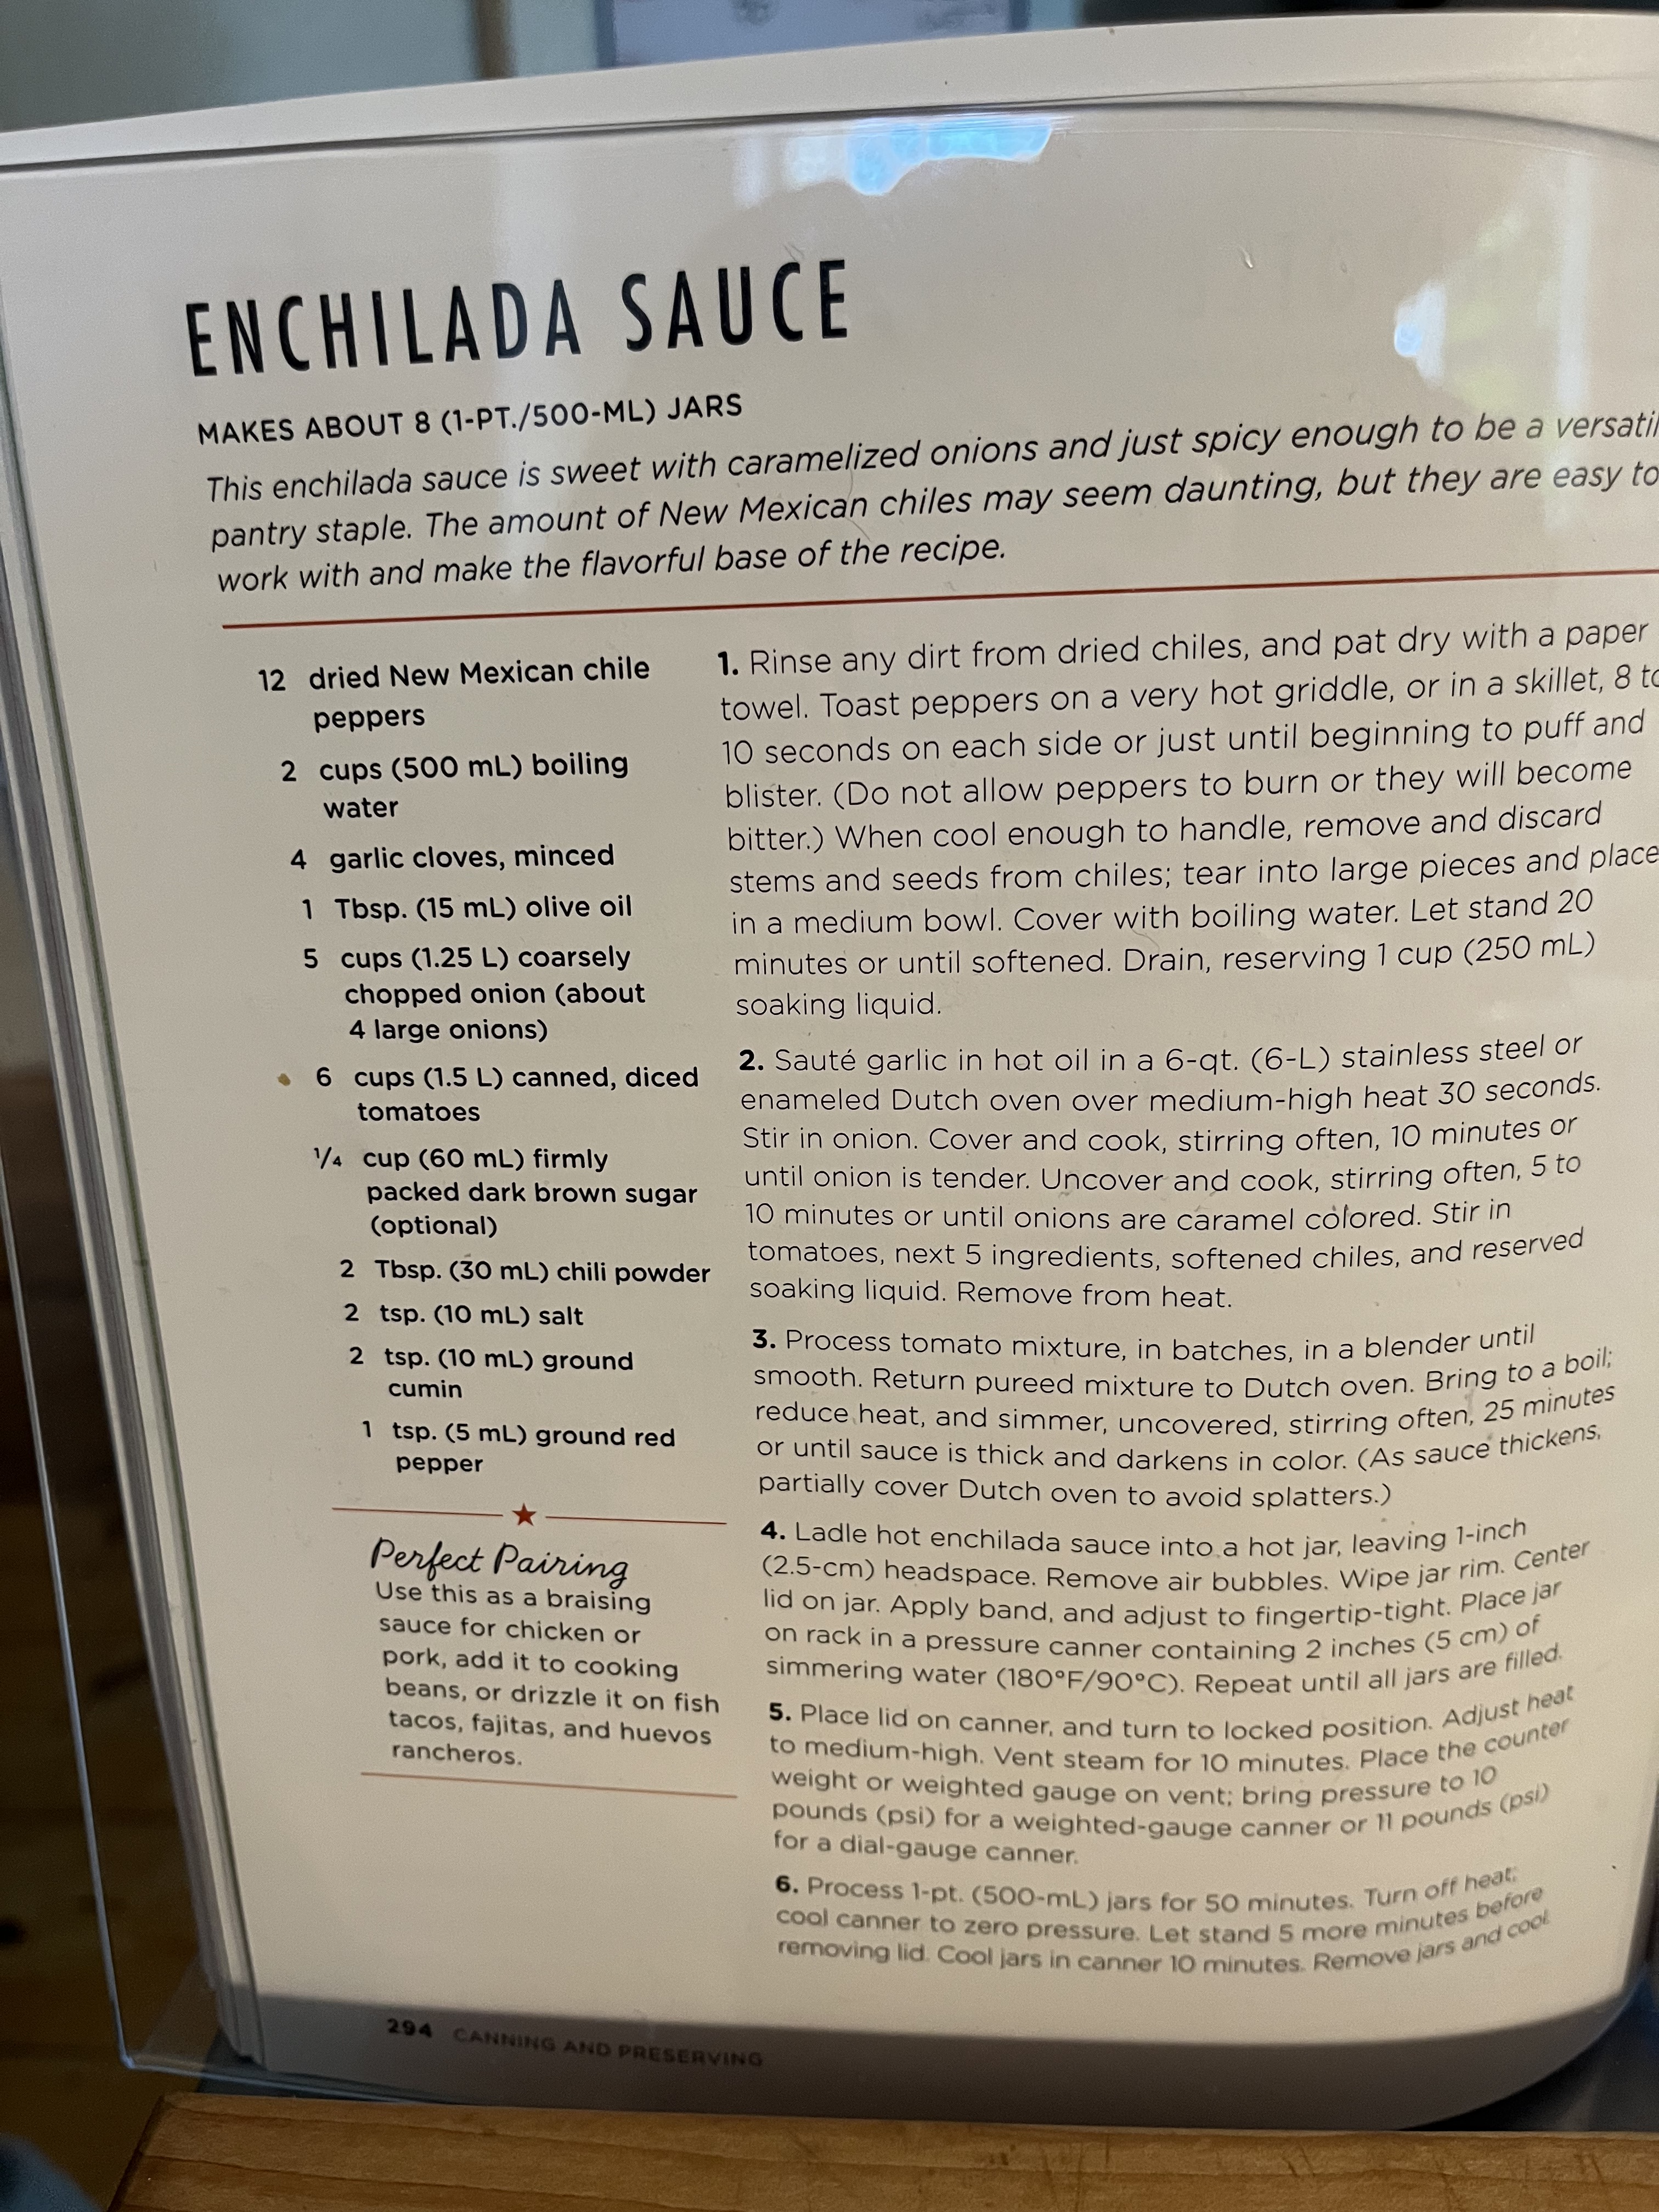 ENCHILADA SAUCE
MAKES ABOUT 8 (1-PT./500-ML) JARS
This enchilada sauce is sweet with caramelized onions and just spicy enough to be a versatil
pantry staple. The amount of New Mexican chiles may seem daunting, but they are easy to
work with and make the flavorful base of the recipe.
12 dried New Mexican chile
peppers
2 cups (500 mL) boiling
water
4 garlic cloves, minced
1 Tbsp. (15 mL) olive oil
5 cups (1.25 L) coarsely
chopped onion (about
4 large onions)
6 cups (1.5 L) canned, diced
tomatoes
1/4 cup (60 mL) firmly
packed dark brown sugar
(optional)
2 Tbsp. (30 mL) chili powder
2 tsp. (10 mL) salt
2 tsp. (10 mL) ground
cumin
1 tsp. (5 mL) ground red
pepper
Perfect Pairing
Use this as a braising
sauce for chicken or
pork, add it to cooking
beans, or drizzle it on fish
tacos, fajitas, and huevos
rancheros.
1. Rinse any dirt from dried chiles, and pat dry with a paper
towel. Toast peppers on a very hot griddle, or in a skillet, 8 to
10 seconds on each side or just until beginning to puff and
blister. (Do not allow peppers to burn or they will become
bitter.) When cool enough to handle, remove and discard
stems and seeds from chiles; tear into large pieces and place
in a medium bowl. Cover with boiling water. Let stand 20
minutes or until softened. Drain, reserving 1 cup (250 mL)
soaking liquid.
2. Sauté garlic in hot oil in a 6-qt. (6-L) stainless steel or
enameled Dutch oven over medium-high heat 30 seconds.
Stir in onion. Cover and cook, stirring often, 10 minutes or
until onion is tender. Uncover and cook, stirring often, 5 to
10 minutes or until onions are caramel colored. Stir in
tomatoes, next 5 ingredients, softened chiles, and reserved
soaking liquid. Remove from heat.
3. Process tomato mixture, in batches, in a blender until
smooth. Return pureed mixture to Dutch oven. Bring to a boil;
reduce heat, and simmer, uncovered, stirring often, 25 minutes
or until sauce is thick and darkens in color. (As sauce thickens,
partially cover Dutch oven to avoid splatters.)
4. Ladle hot enchilada sauce into a hot jar, leaving 1-inch
(2.5-cm) headspace. Remove air bubbles. Wipe jar rim. Center
lid on jar. Apply band, and adjust to fingertip-tight. Place jar
on rack in a pressure canner containing 2 inches (5 cm) of
simmering water (180°F/90°C). Repeat until all jars are filled.
5. Place lid on canner, and turn to locked position. Adjust heat
to medium-high. Vent steam for 10 minutes. Place the counter
weight or weighted gauge on vent; bring pressure to 10
pounds (psi) for a weighted-gauge canner or 11 pounds (psi)
for a dial-gauge canner.
6. Process 1-pt. (500-mL) jars for 50 minutes. Turn off heat;
cool canner to zero pressure. Let stand 5 more minutes before
removing lid. Cool jars in canner 10 minutes. Remove jars and cool.
294 CANNING AND PRESERVING